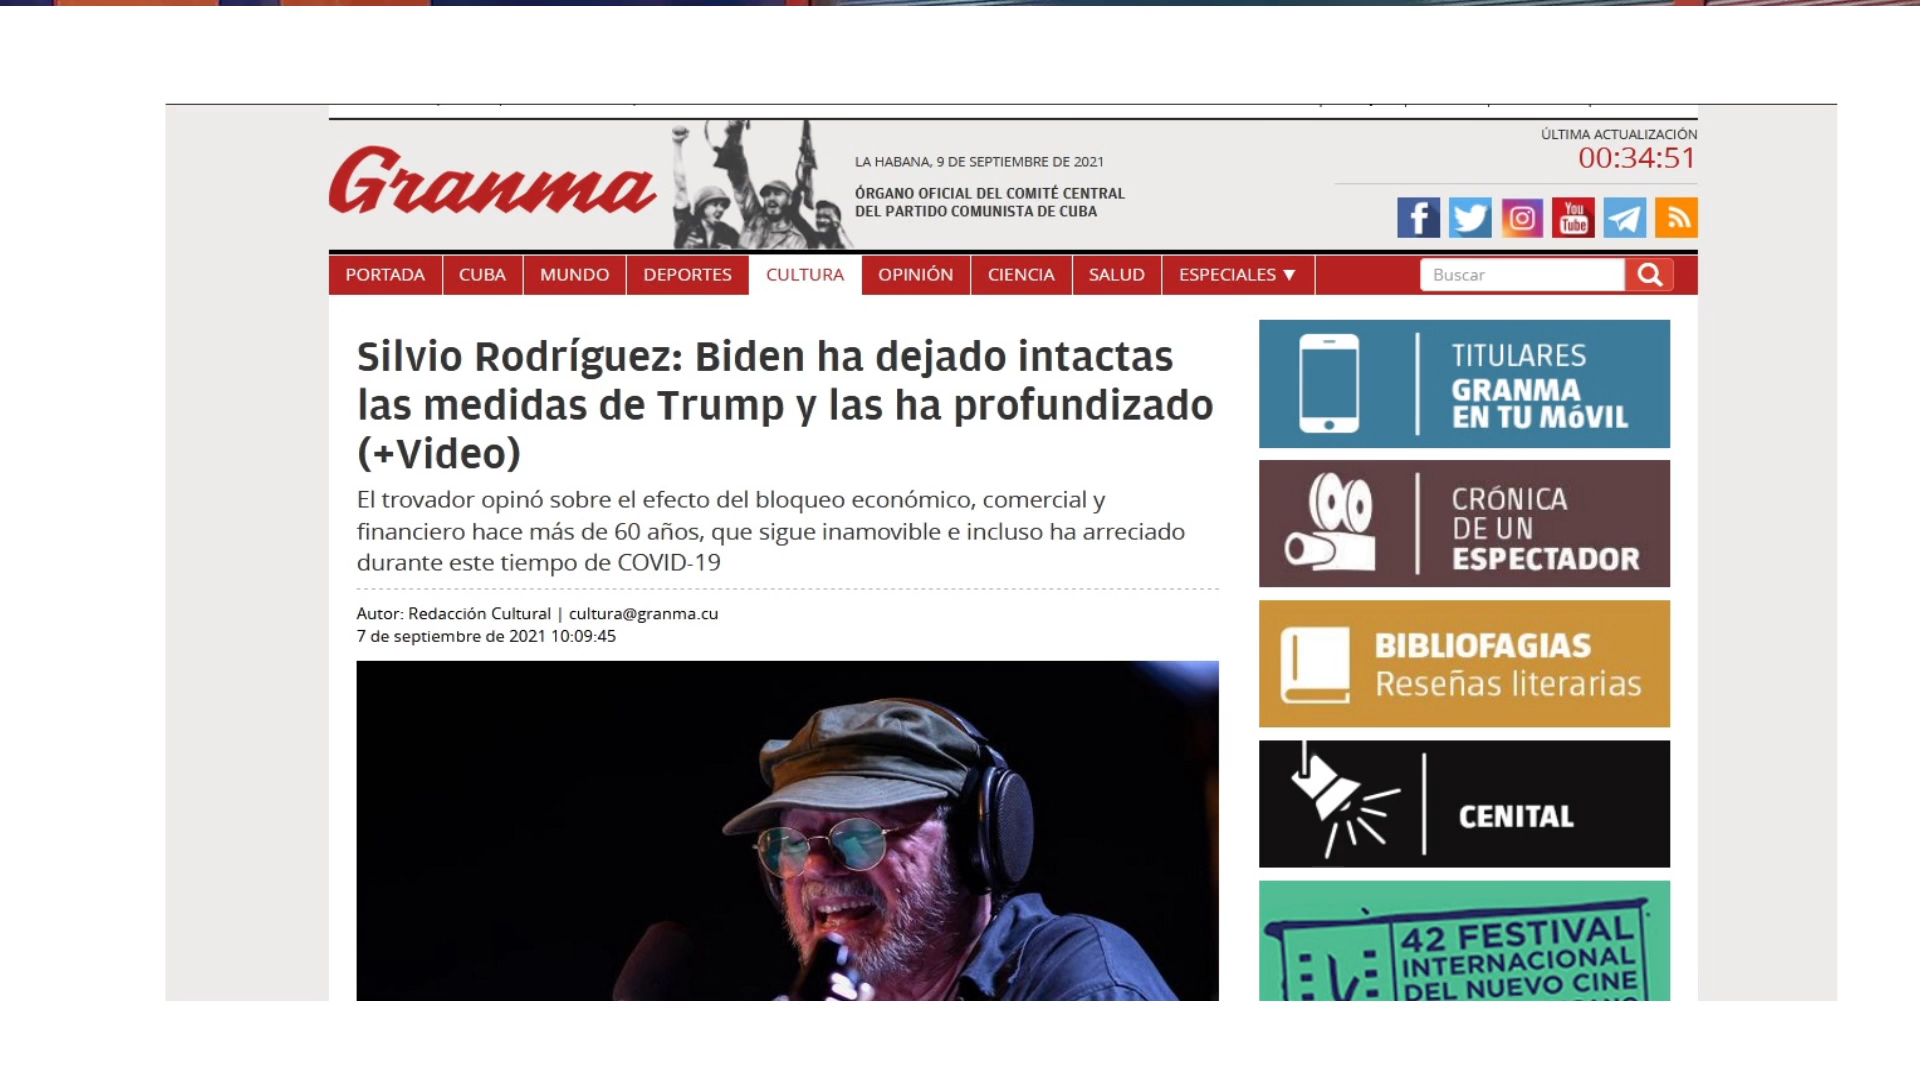 Granma
LA HABANA, 9 DE SEPTIEMBRE DE 2021
ÓRGANO OFICIAL DEL COMITÉ CENTRAL
DEL PARTIDO COMUNISTA DE CUBA
ÚLTIMA ACTUALIZACIÓN
00:34:51
You
Tube
PORTADA CUBA MUNDO DEPORTES CULTURA OPINIÓN CIENCIA SALUD ESPECIALES ▼ Buscar
Silvio Rodríguez: Biden ha dejado intactas
las medidas de Trump y las ha profundizado
(+Video)
El trovador opinó sobre el efecto del bloqueo económico, comercial y
financiero hace más de 60 años, que sigue inamovible e incluso ha arreciado
durante este tiempo de COVID-19
Autor: Redacción Cultural | cultura@granma.cu
7 de septiembre de 2021 10:09:45
TITULARES
GRANMA
EN TU MóVIL
CRÓNICA
DE UN
ESPECTADOR
BIBLIOFAGIAS
Reseñas literarias
CENITAL
42 FESTIVAL
INTERNACIONAL
DEL NUEVO CINE